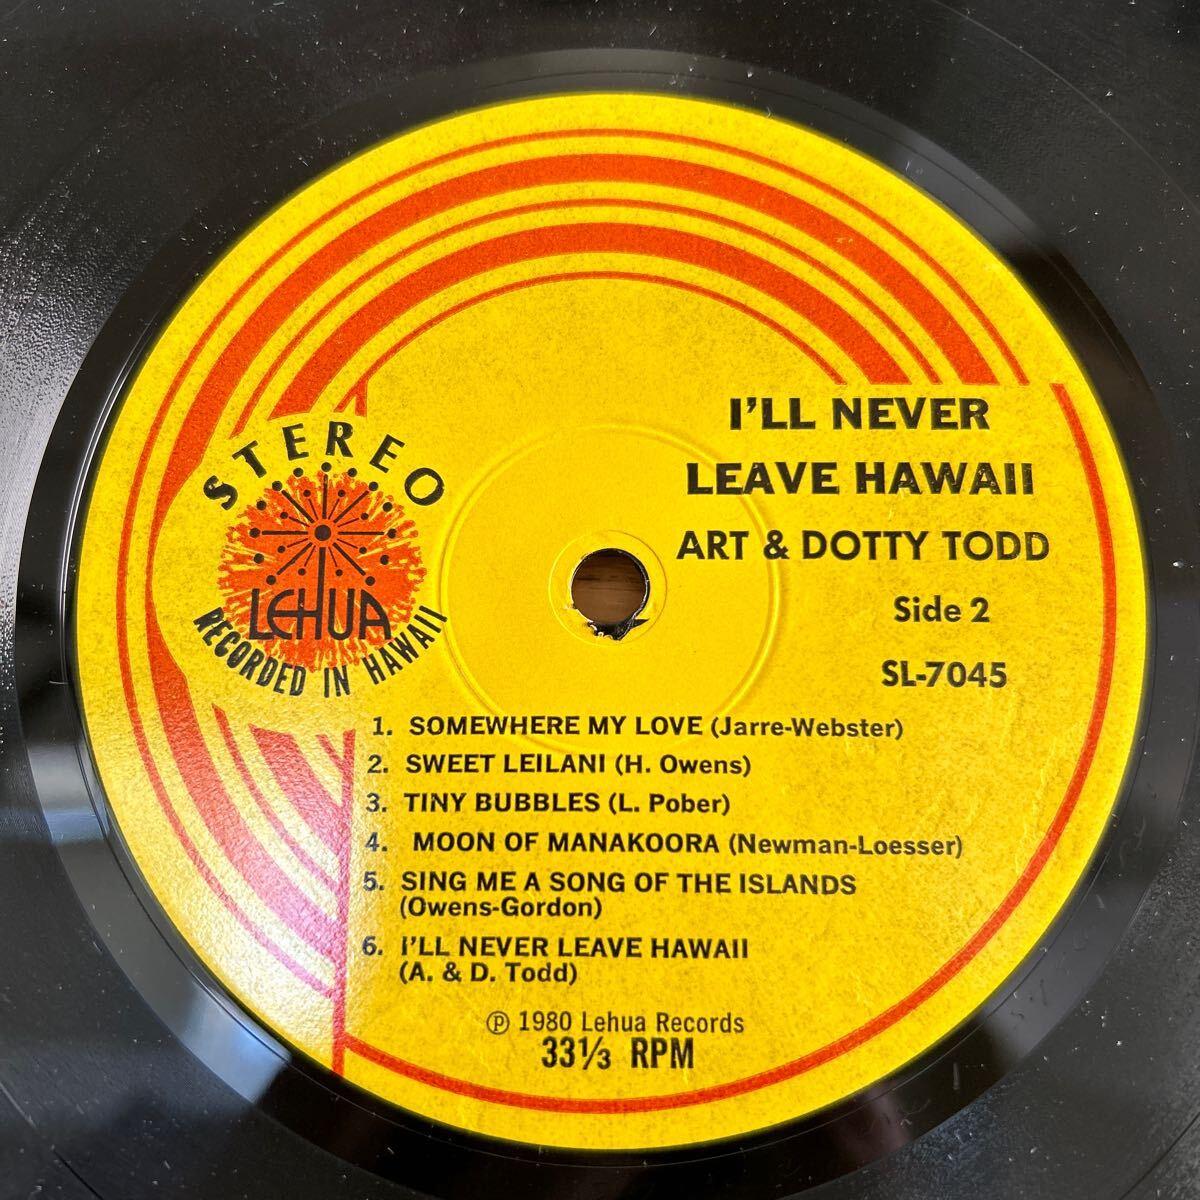 STEREO
LEHUA
RECORDED IN HAWAII
I'LL NEVER
LEAVE HAWAII
ART & DOTTY TODD
Side 2
SL-7045
1. SOMEWHERE MY LOVE (Jarre-Webster)
2. SWEET LEILANI (H. Owens)
3. TINY BUBBLES (L. Pober)
4. MOON OF MANAKOORA (Newman-Loesser)
5. SING ME A SONG OF THE ISLANDS
(Owens-Gordon)
6. I'LL NEVER LEAVE HAWAII
(A. & D. Todd)
℗ 1980 Lehua Records
33⅓ RPM